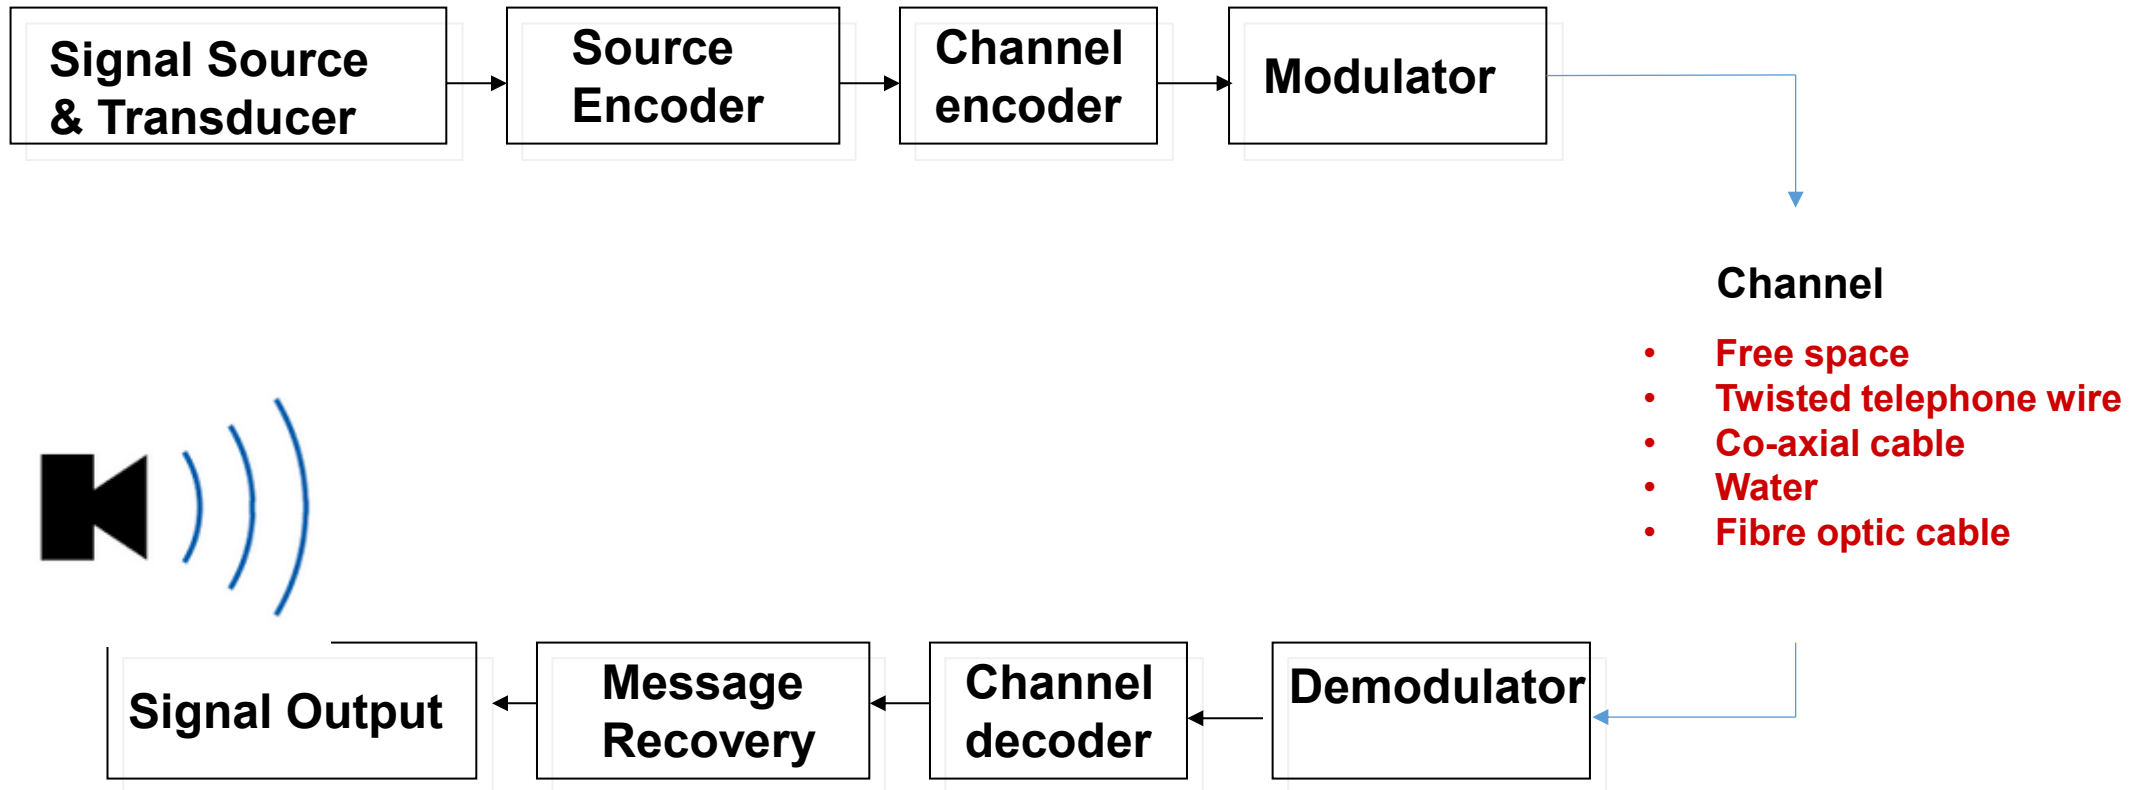 Signal Source
& Transducer
Source
Encoder
Channel
encoder
Modulator
Channel
• Free space
• Twisted telephone wire
• Co-axial cable
• Water
• Fibre optic cable
Signal Output
Message
Recovery
Channel
decoder
Demodulator